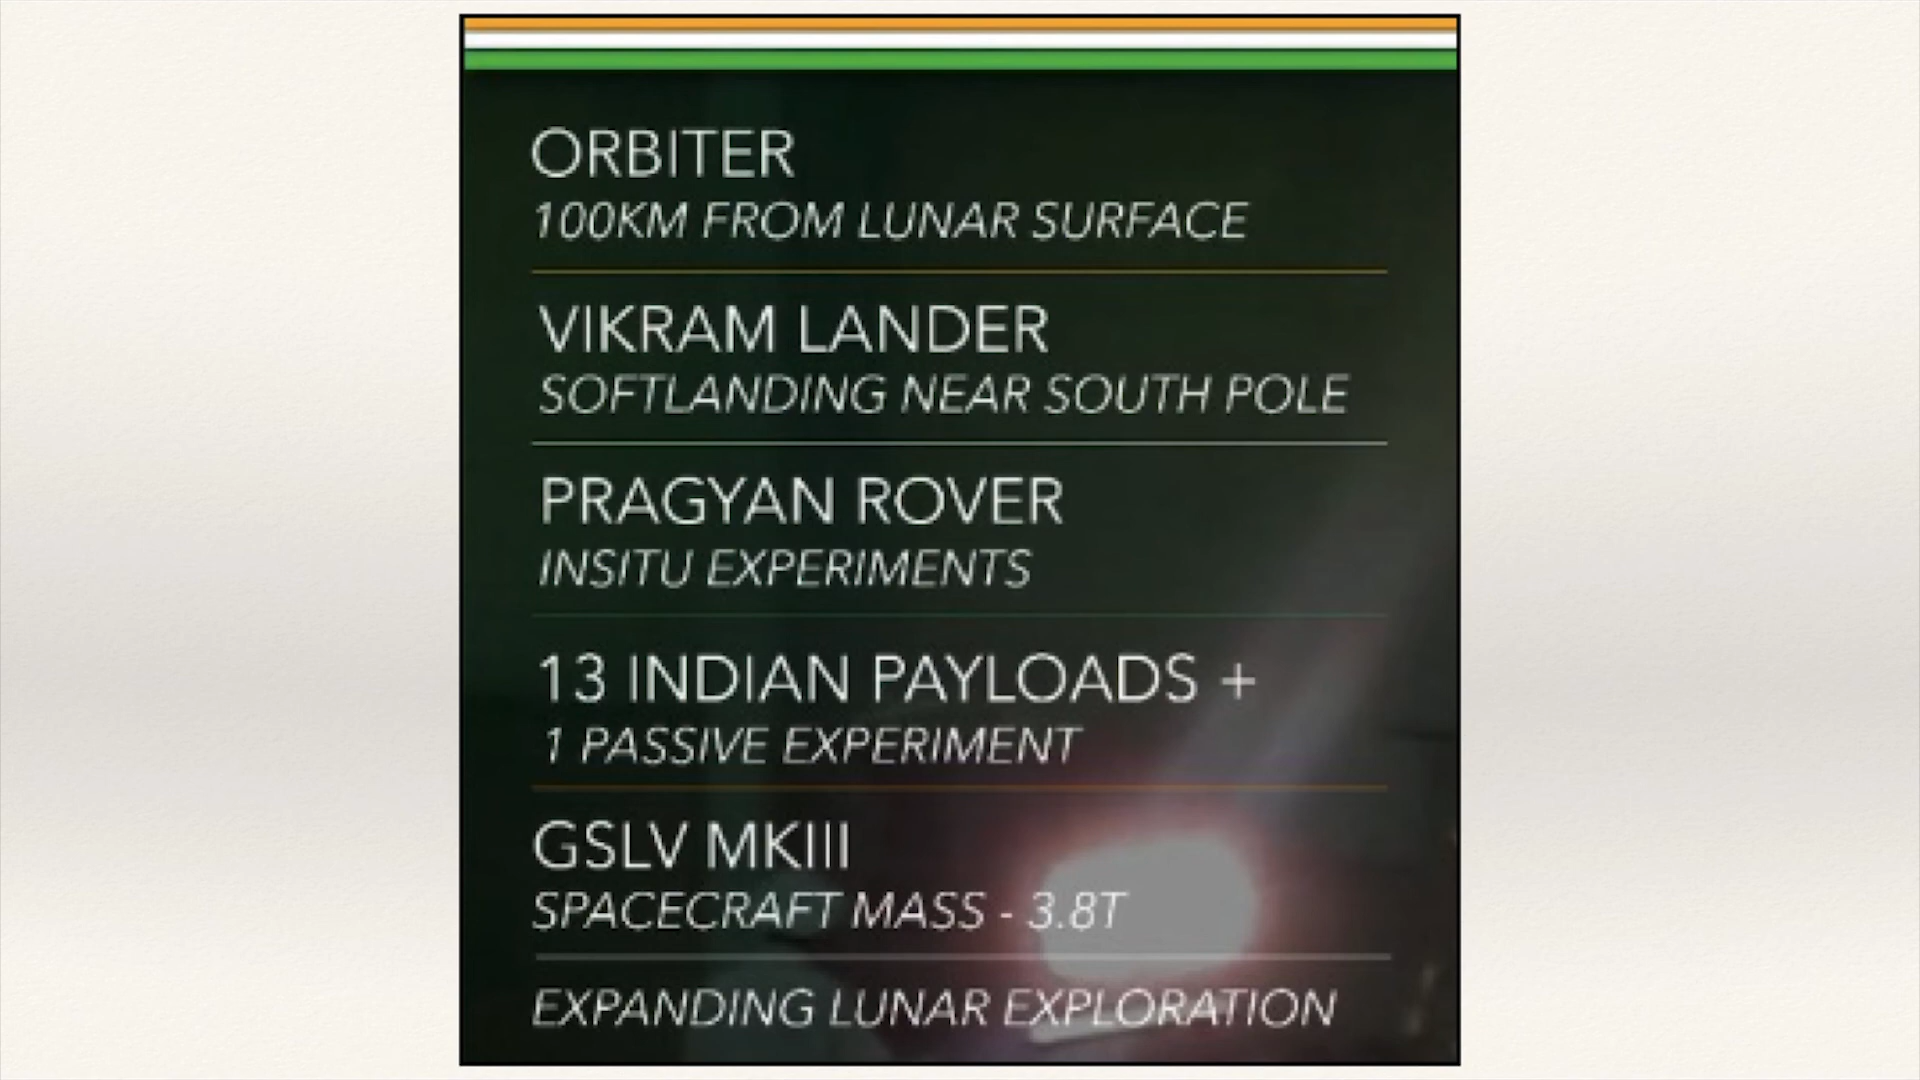 ORBITER
100KM FROM LUNAR SURFACE
VIKRAM LANDER
SOFTLANDING NEAR SOUTH POLE
PRAGYAN ROVER
INSITU EXPERIMENTS
13 INDIAN PAYLOADS +
1 PASSIVE EXPERIMENT
GSLV MKIII
SPACECRAFT MASS - 3.8T
EXPANDING LUNAR EXPLORATION